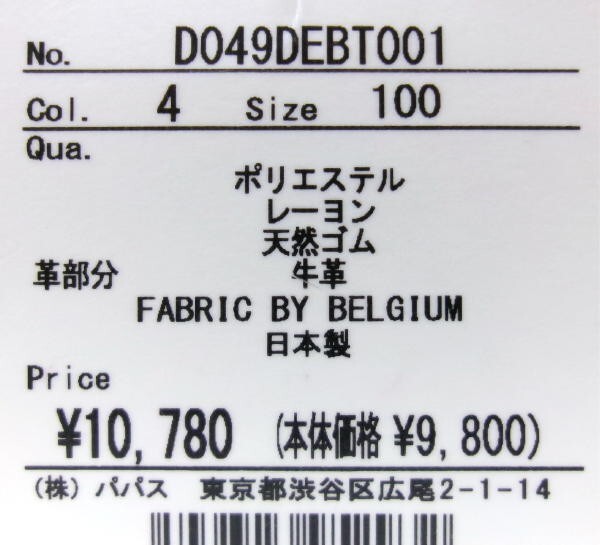 No. D049DEBT001
Col. 4 Size 100
Qua.
ポリエステル
レーヨン
天然ゴム
革部分 牛革
FABRIC BY BELGIUM
日本製
Price
¥10,780 (本体価格 ¥9,800)
(株) パパス 東京都渋谷区広尾2-1-14